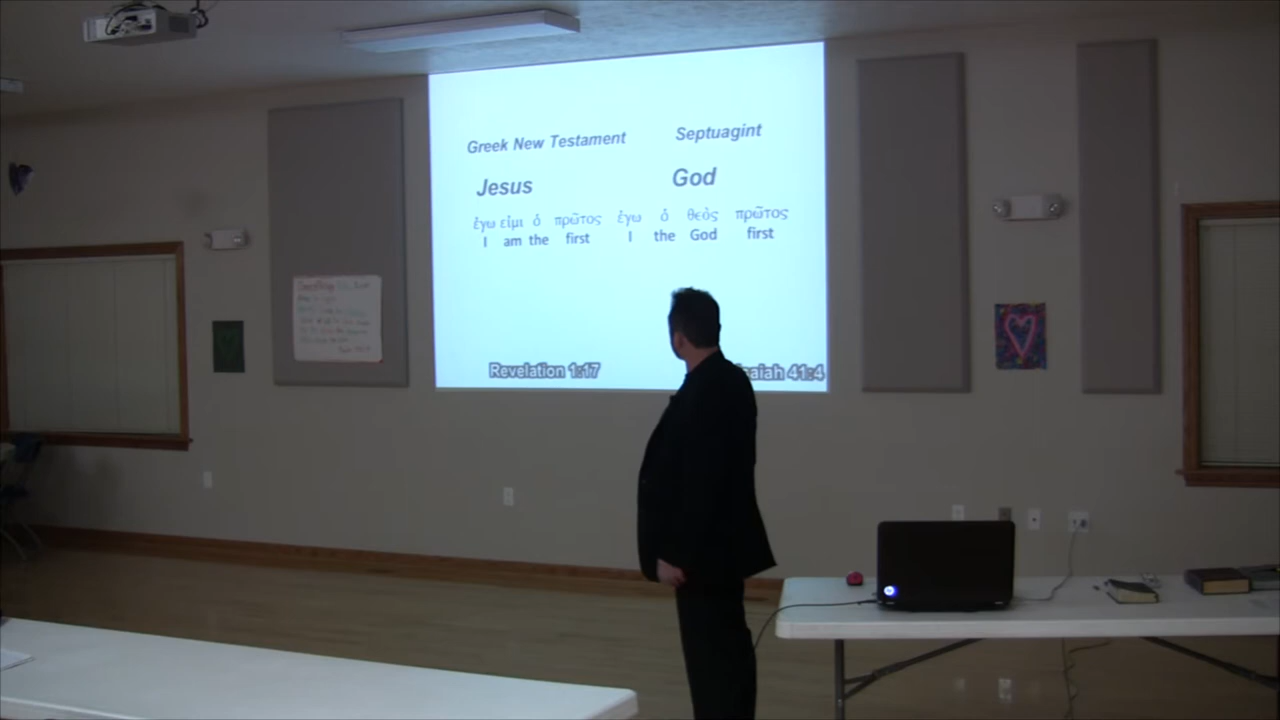 Greek New Testament
Septuagint
Jesus
God
ἐγω εἰμι ὁ πρῶτος
I am the first
ἐγω ὁ θεὸς πρῶτος
I the God first
Revelation 1:17
aiah 41:4